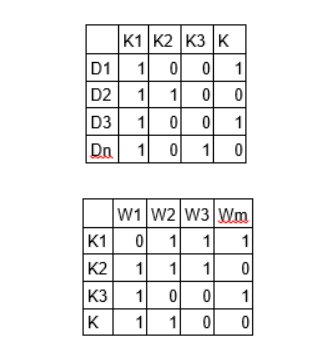 K1 K2 K3 K
D1 1 0 0 1
D2 1 1 0 0
D3 1 0 0 1
Dn 1 0 1 0
W1 W2 W3 Wm
K1 0 1 1 1
K2 1 1 1 0
K3 1 0 0 1
K 1 1 0 0